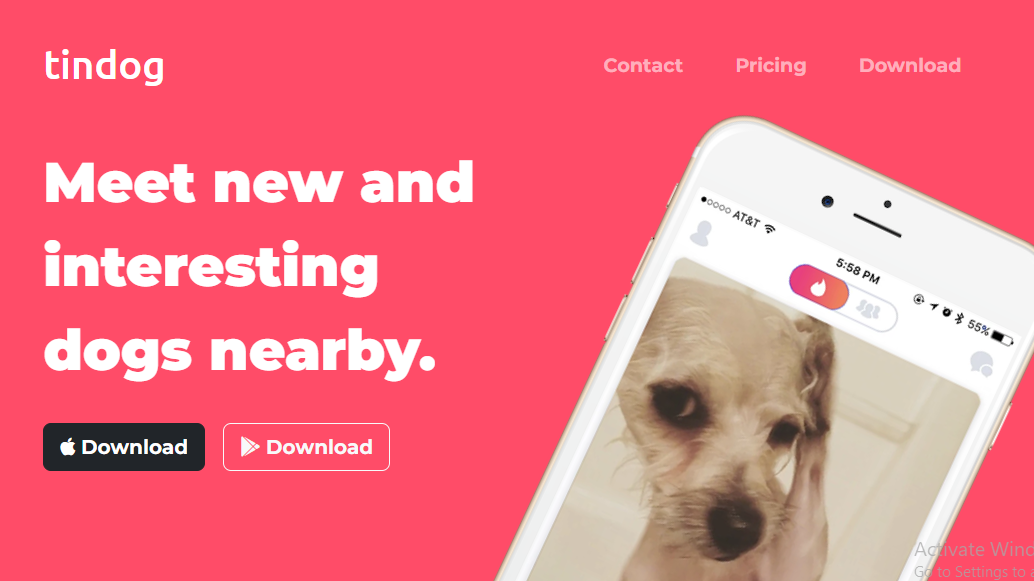 tindog
Contact Pricing Download
Meet new and
interesting
dogs nearby.
Download Download
AT&T
5:58 PM
55%
Activate Wind
Go to Settings to a